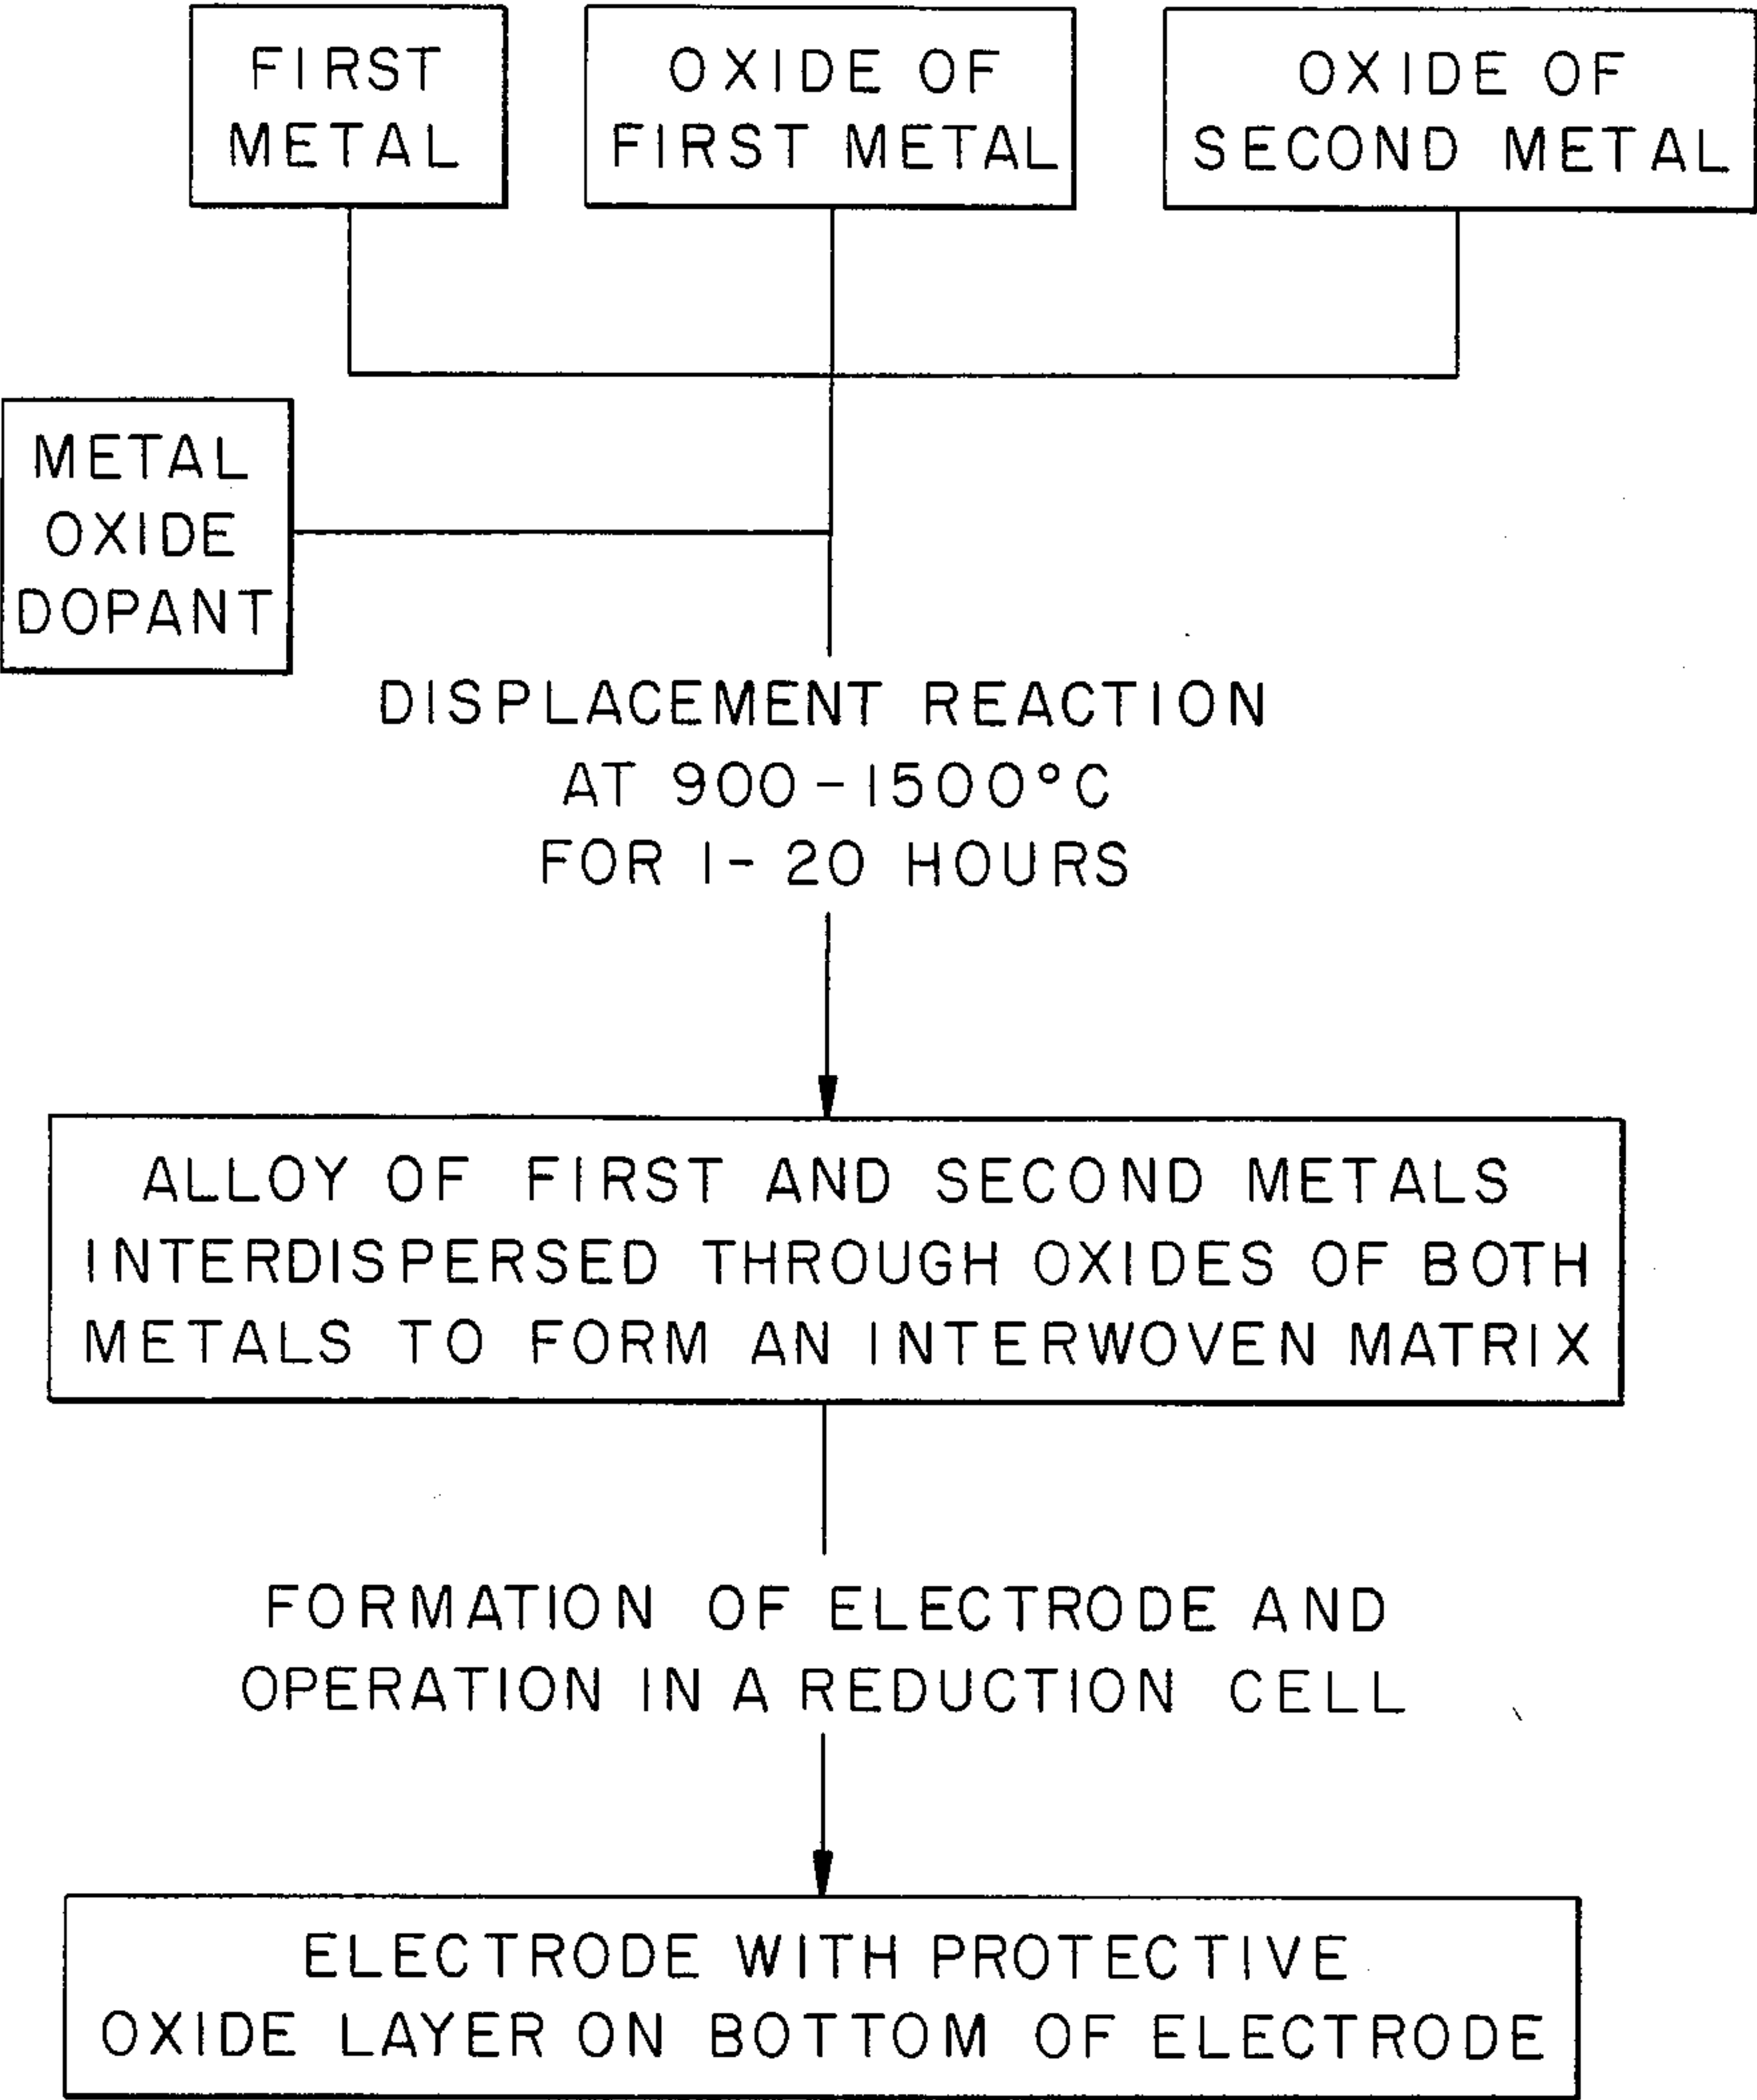 FIRST
METAL
OXIDE OF
FIRST METAL
OXIDE OF
SECOND METAL
METAL
OXIDE
DOPANT
DISPLACEMENT REACTION
AT 900-1500°C
FOR 1-20 HOURS
ALLOY OF FIRST AND SECOND METALS
INTERDISPERSED THROUGH OXIDES OF BOTH
METALS TO FORM AN INTERWOVEN MATRIX
FORMATION OF ELECTRODE AND
OPERATION IN A REDUCTION CELL
ELECTRODE WITH PROTECTIVE
OXIDE LAYER ON BOTTOM OF ELECTRODE